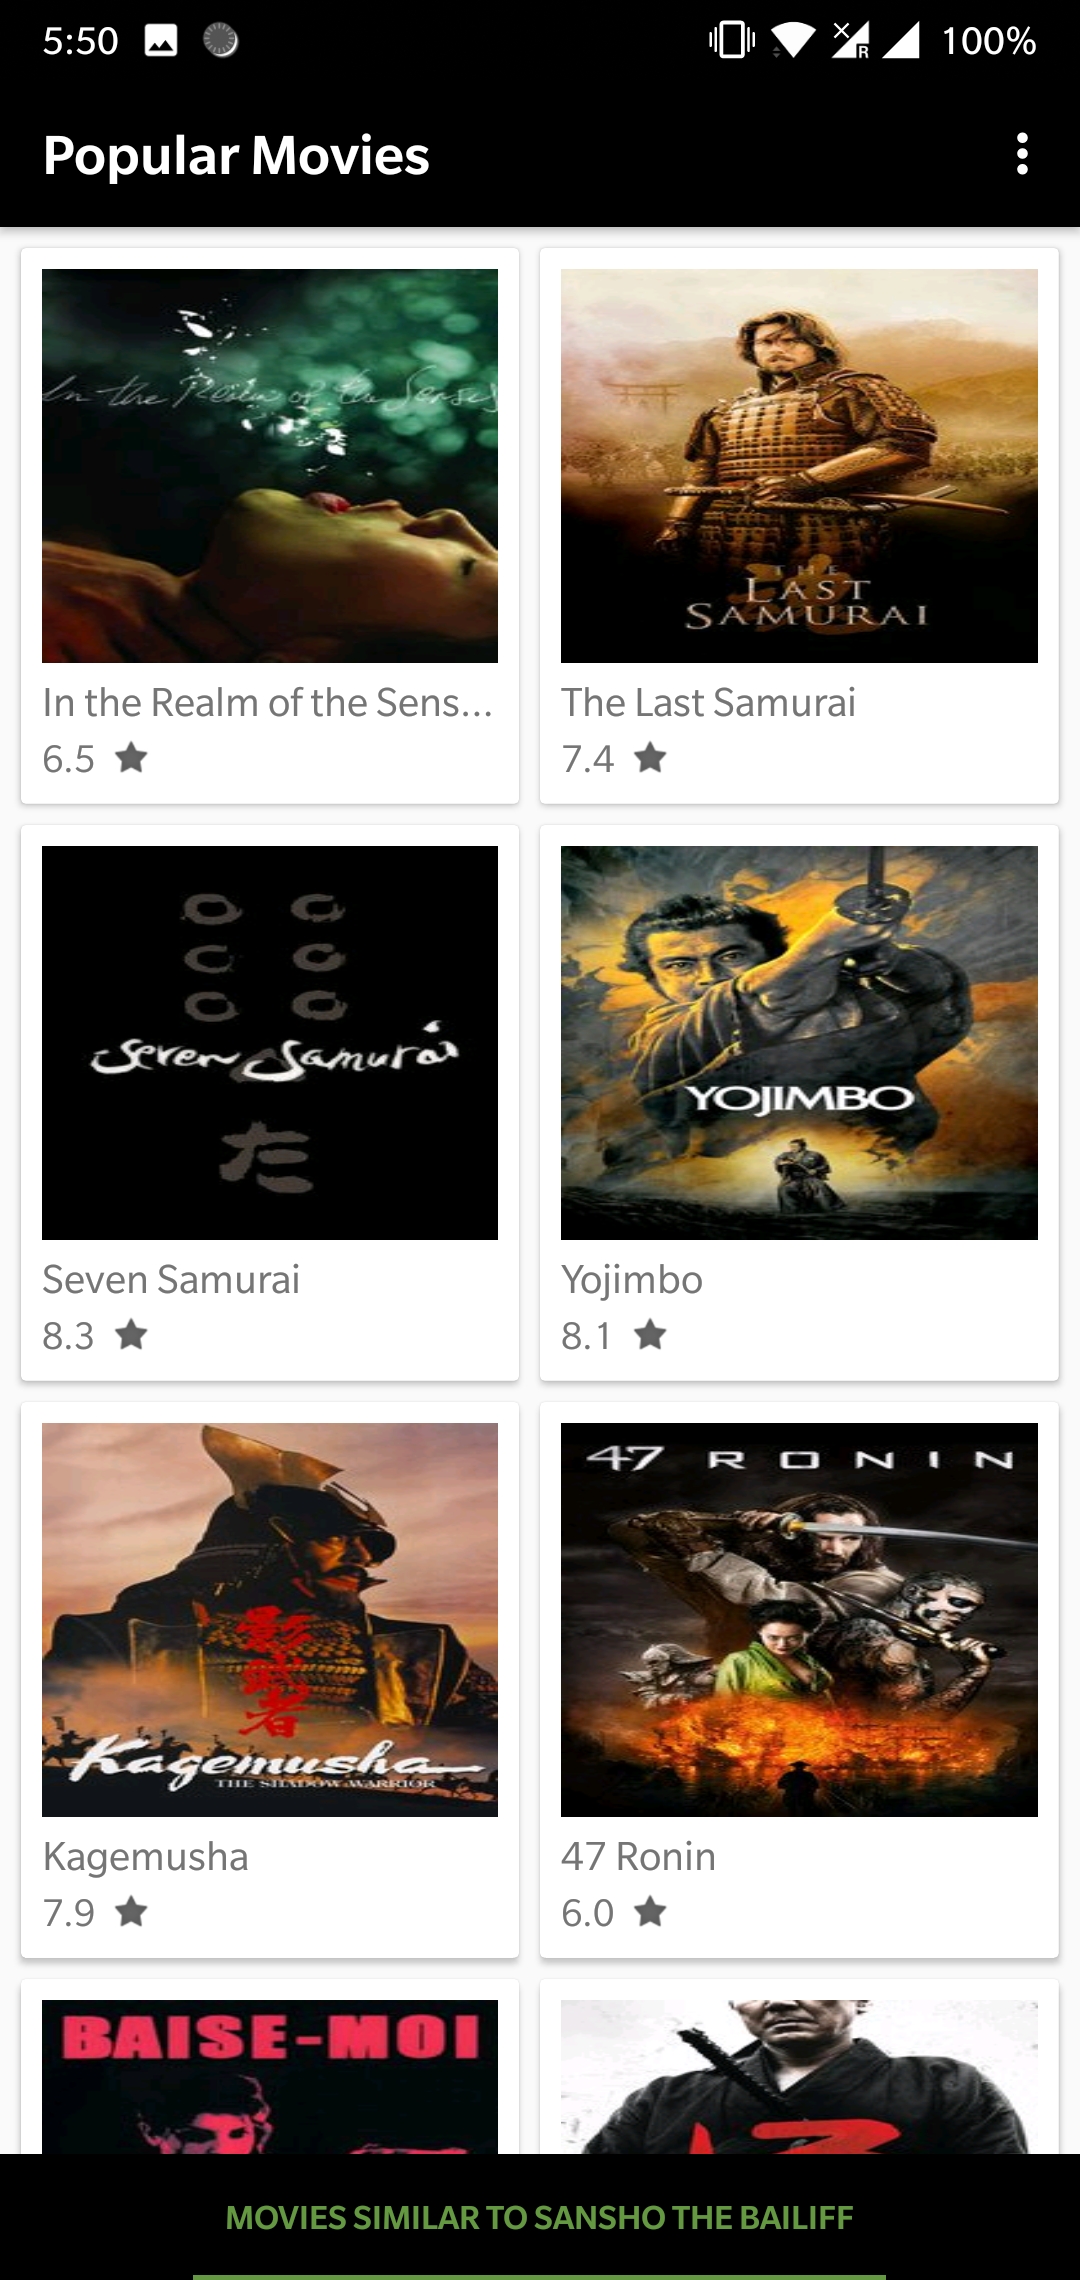 5:50
R
100%
Popular Movies
In the Realm of the Senses
THE
LAST
SAMURAI
In the Realm of the Sens...
The Last Samurai
6.5
7.4
Seven Samurai
た
YOJIMBO
Seven Samurai
Yojimbo
8.3
8.1
影武者
Kagemusha
THE SHADOW WARRIOR
47 RONIN
Kagemusha
47 Ronin
7.9
6.0
BAISE-MOI
MOVIES SIMILAR TO SANSHO THE BAILIFF